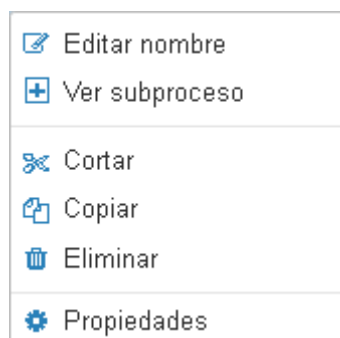 Editar nombre
Ver subproceso
Cortar
Copiar
Eliminar
Propiedades